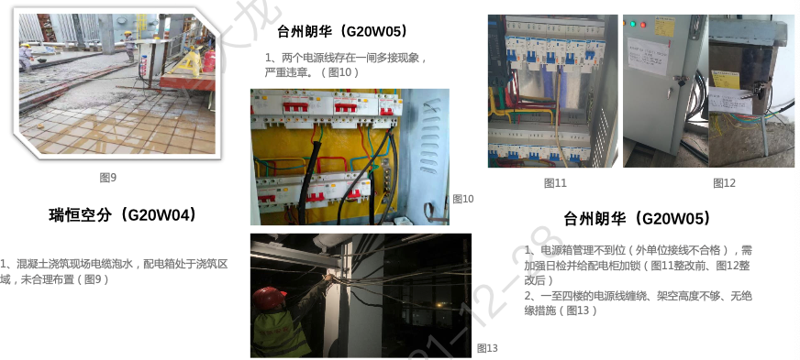 图9
瑞恒空分（G20W04）
1、混凝土浇筑现场电缆泡水，配电箱处于浇筑区
域，未合理布置（图9）
台州朗华（G20W05）
1、两个电源线存在一闸多接现象，
严重违章。（图10）
图10
图13
图11
图12
台州朗华（G20W05）
1、电源箱管理不到位（外单位接线不合格），需
加强日检并给配电柜加锁（图11整改前、图12整
改后）
2、一至四楼的电源线缠绕、架空高度不够、无绝
缘措施（图13）
大龙
21-12-28